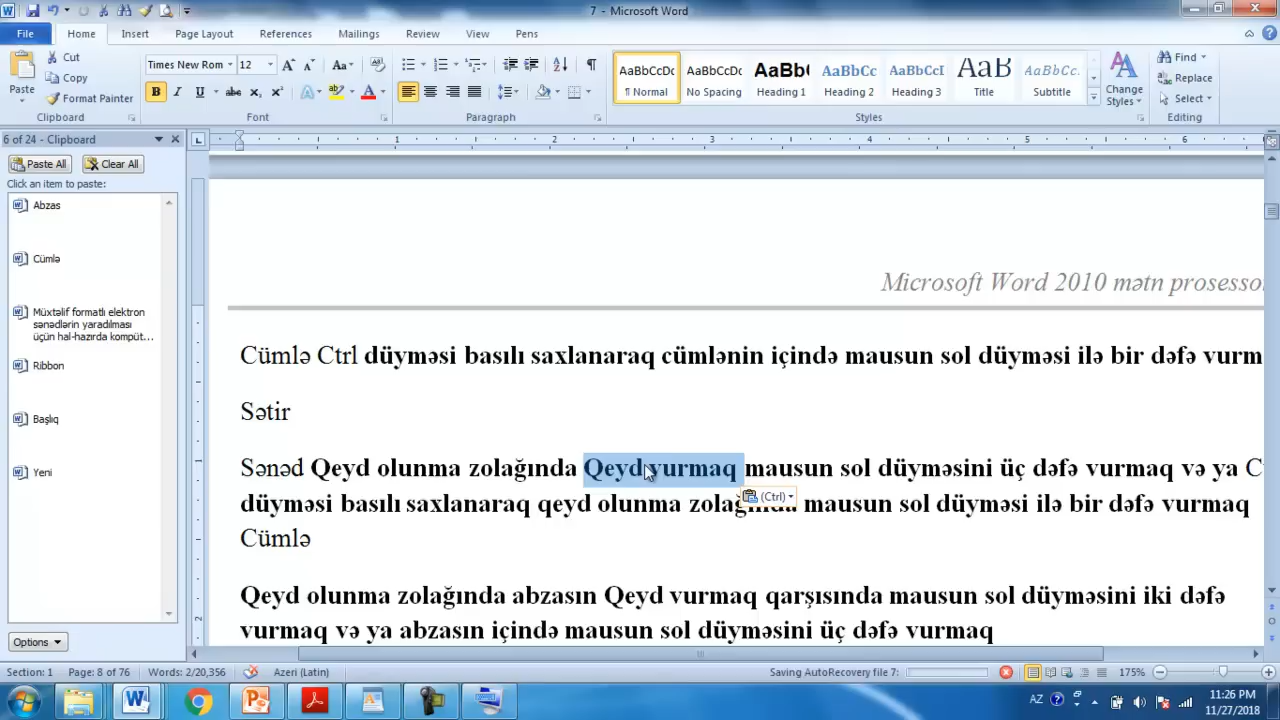 7 - Microsoft Word
File Home Insert Page Layout References Mailings Review View Pens
Paste
Cut
Copy
Format Painter
Clipboard
Times New Rom 12
Font
Paragraph
AaBbCcDc AaBbCcDc AaBbC AaBbCc AaBbCcI AaB AaBbCc.
¶ Normal No Spacing Heading 1 Heading 2 Heading 3 Title Subtitle
Change Styles
Styles
Find
Replace
Select
Editing
6 of 24 - Clipboard
Paste All Clear All
Click an item to paste:
Abzas
Cümlə
Müxtəlif formatlı elektron
sənədlərin yaradılması
üçün hal-hazırda komput...
Ribbon
Başlıq
Yeni
Options
1 2 3 4 5 6
Microsoft Word 2010 mətn prosesso
Cümlə Ctrl düyməsi basılı saxlanaraq cümlənin içində mausun sol düyməsi ilə bir dəfə vurm
Sətir
Sənəd Qeyd olunma zolağında Qeyd vurmaq mausun sol düyməsini üç dəfə vurmaq və ya C
(Ctrl)
düyməsi basılı saxlanaraq qeyd olunma zolağında mausun sol düyməsi ilə bir dəfə vurmaq
Cümlə
Qeyd olunma zolağında abzasın Qeyd vurmaq qarşısında mausun sol düyməsini iki dəfə
vurmaq və ya abzasın içində mausun sol düyməsini üç dəfə vurmaq
Section: 1 Page: 8 of 76 Words: 2/20,356 Azeri (Latin) Saving AutoRecovery file 7: 175%
AZ 11:26 PM
11/27/2018